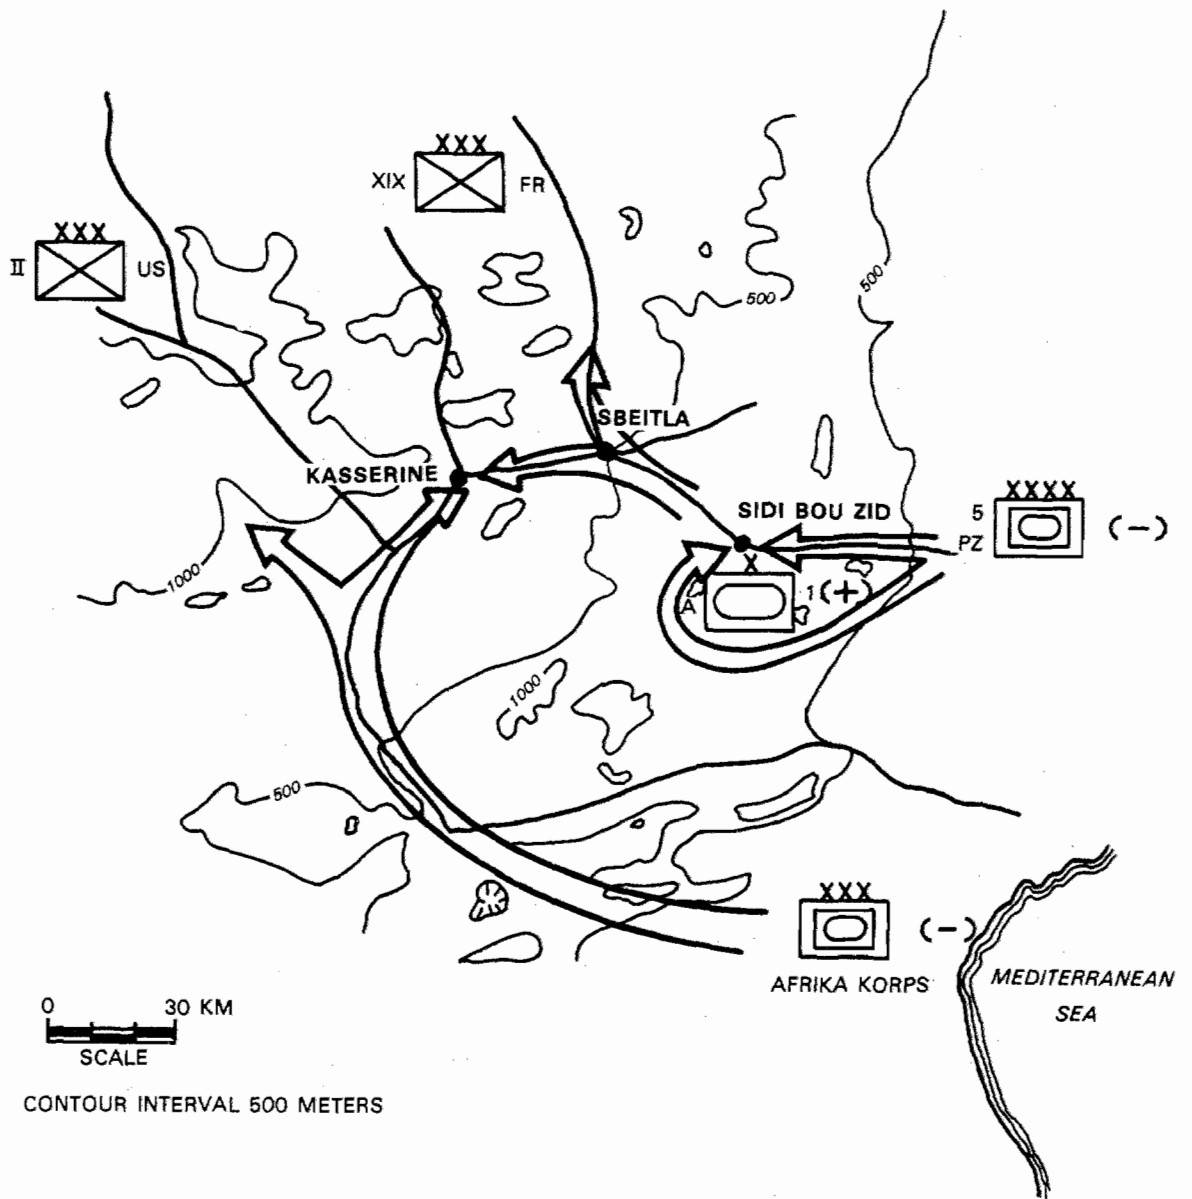 XXX
XIX FR
XXX
II US
500
500
SBEITLA
KASSERINE
XXXX
SIDI BOU ZID
5
PZ (-)
X
A 1(+)
1000
1000
500
XXX
(-)
AFRIKA KORPS
MEDITERRANEAN
SEA
0 30 KM
SCALE
CONTOUR INTERVAL 500 METERS